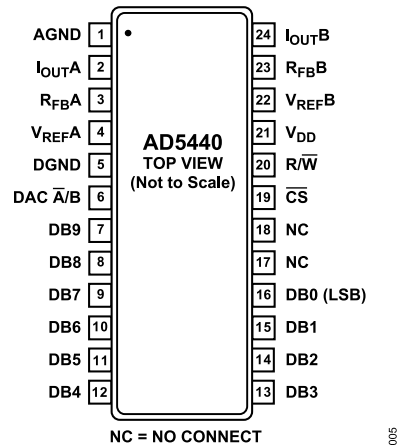 AGND 1 24 I_OUTB
I_OUTA 2 23 R_FBB
R_FBA 3 22 V_REFB
V_REFA 4 21 V_DD
DGND 5 20 R/W̅
DAC A̅/B 6 19 C̅S̅
DB9 7 18 NC
DB8 8 17 NC
DB7 9 16 DB0 (LSB)
DB6 10 15 DB1
DB5 11 14 DB2
DB4 12 13 DB3
AD5440
TOP VIEW
(Not to Scale)
NC = NO CONNECT
005